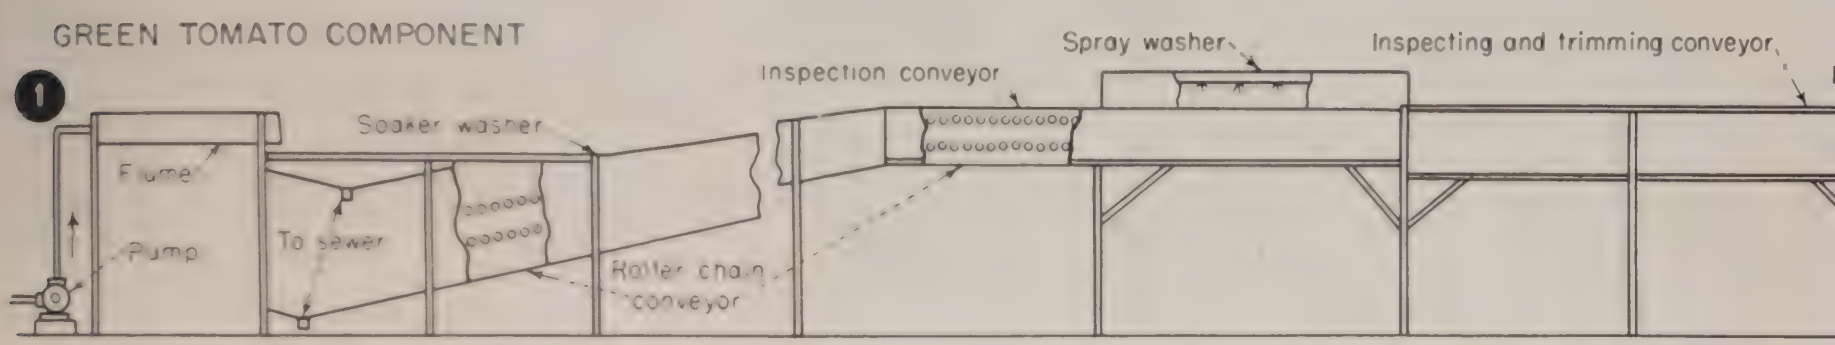 GREEN TOMATO COMPONENT
1
Spray washer
Inspecting and trimming conveyor
Inspection conveyor
Soaker washer
Flume
To sewer
Pump
Roller chain
conveyor